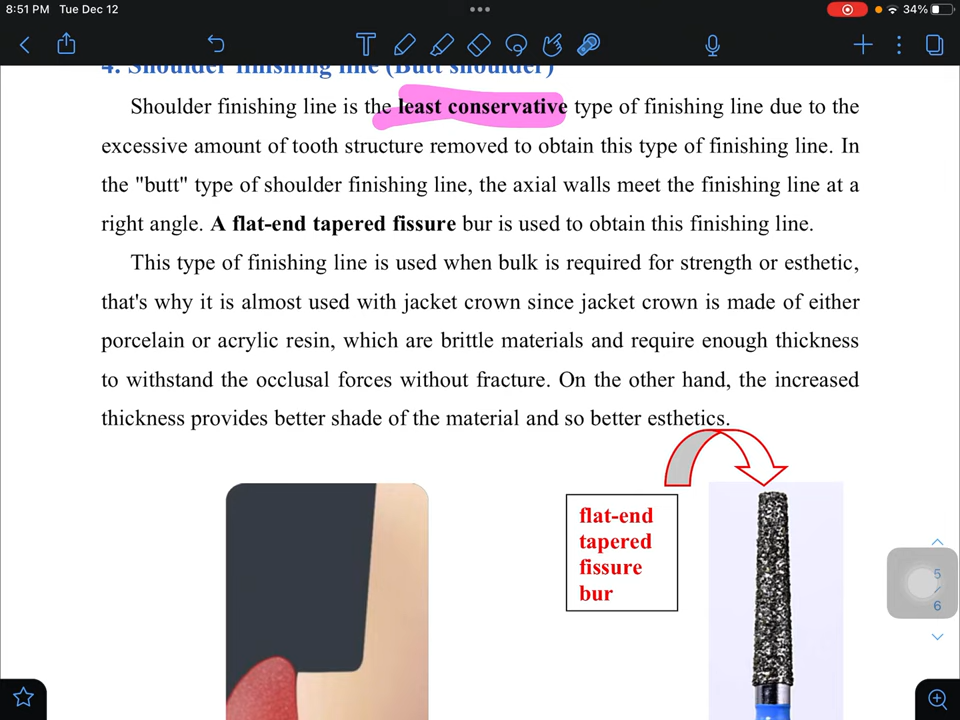 8:51 PM Tue Dec 12
34%
4. Shoulder finishing line (Butt shoulder)
Shoulder finishing line is the least conservative type of finishing line due to the
excessive amount of tooth structure removed to obtain this type of finishing line. In
the "butt" type of shoulder finishing line, the axial walls meet the finishing line at a
right angle. A flat-end tapered fissure bur is used to obtain this finishing line.
This type of finishing line is used when bulk is required for strength or esthetic,
that's why it is almost used with jacket crown since jacket crown is made of either
porcelain or acrylic resin, which are brittle materials and require enough thickness
to withstand the occlusal forces without fracture. On the other hand, the increased
thickness provides better shade of the material and so better esthetics.
flat-end
tapered
fissure
bur
5
/
6